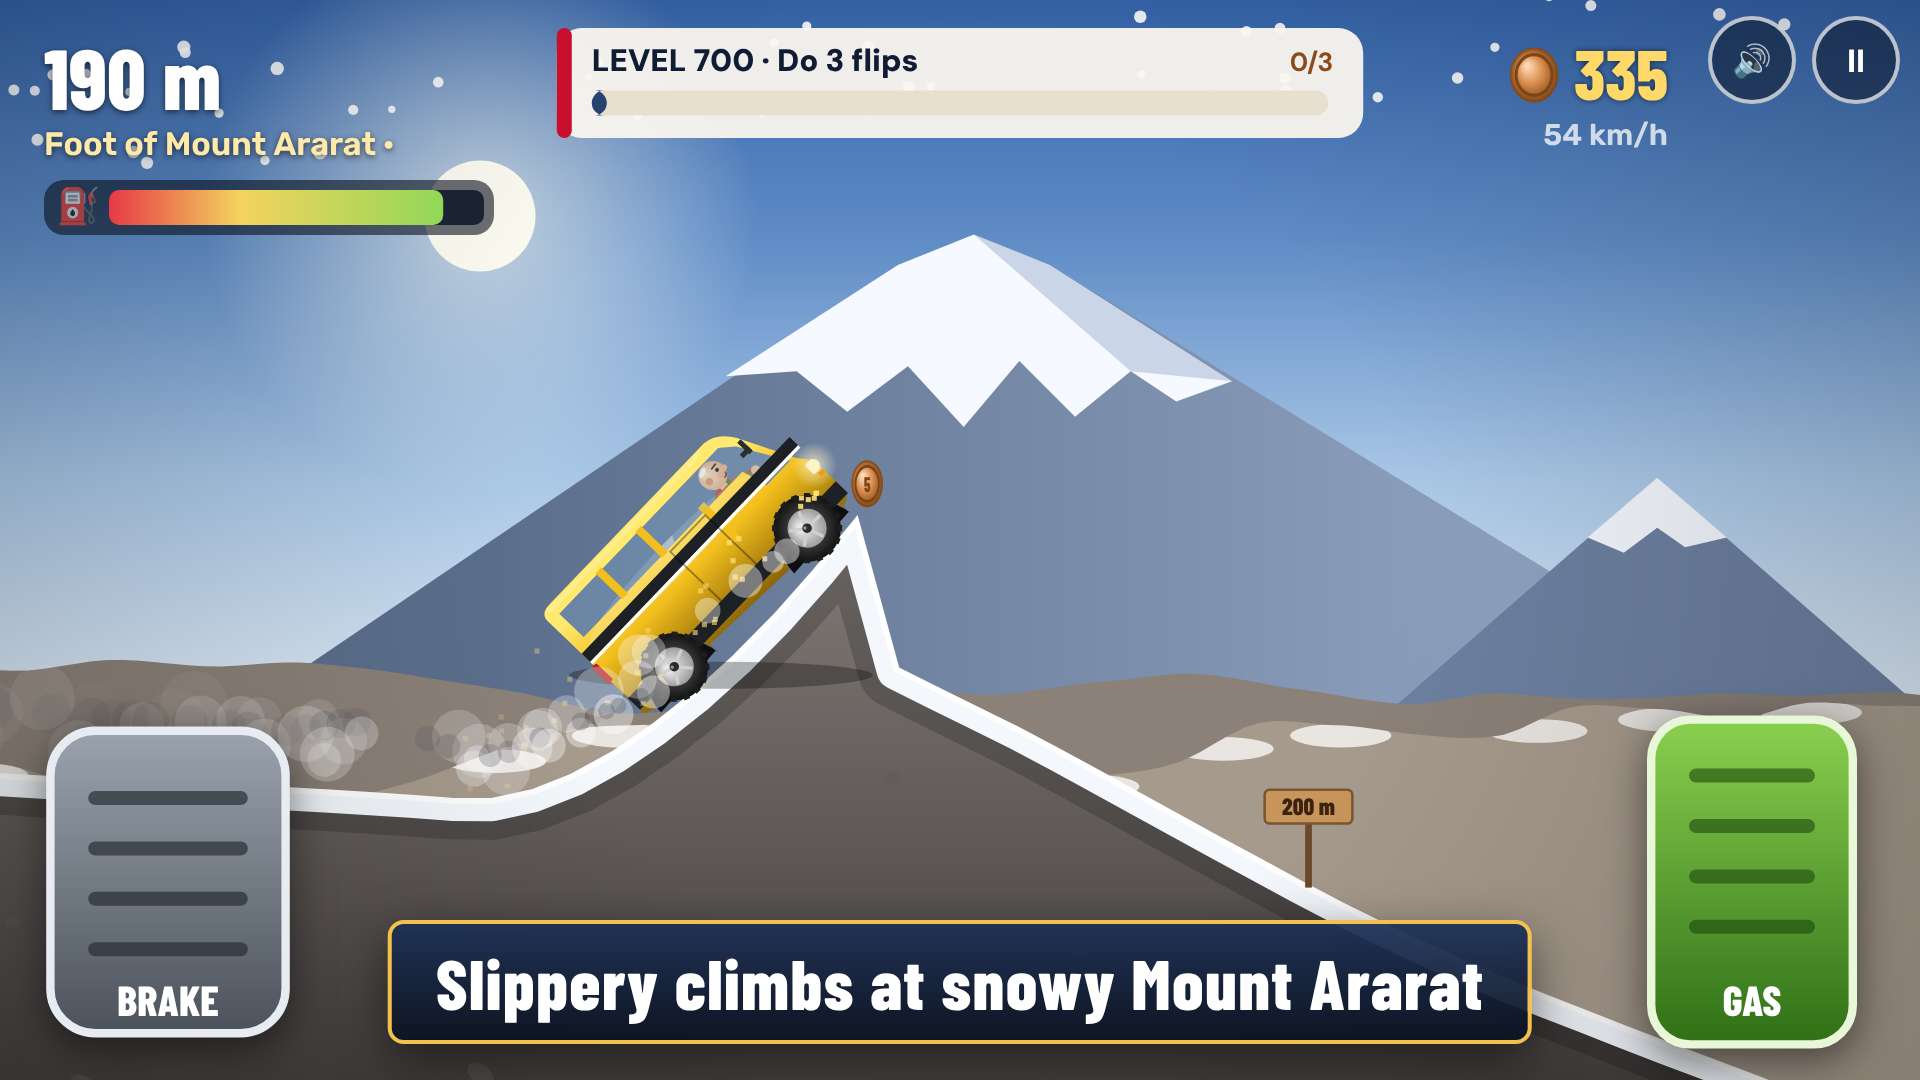 190 m
Foot of Mount Ararat •
LEVEL 700 · Do 3 flips
0/3
335
54 km/h
5
200 m
BRAKE
Slippery climbs at snowy Mount Ararat
GAS